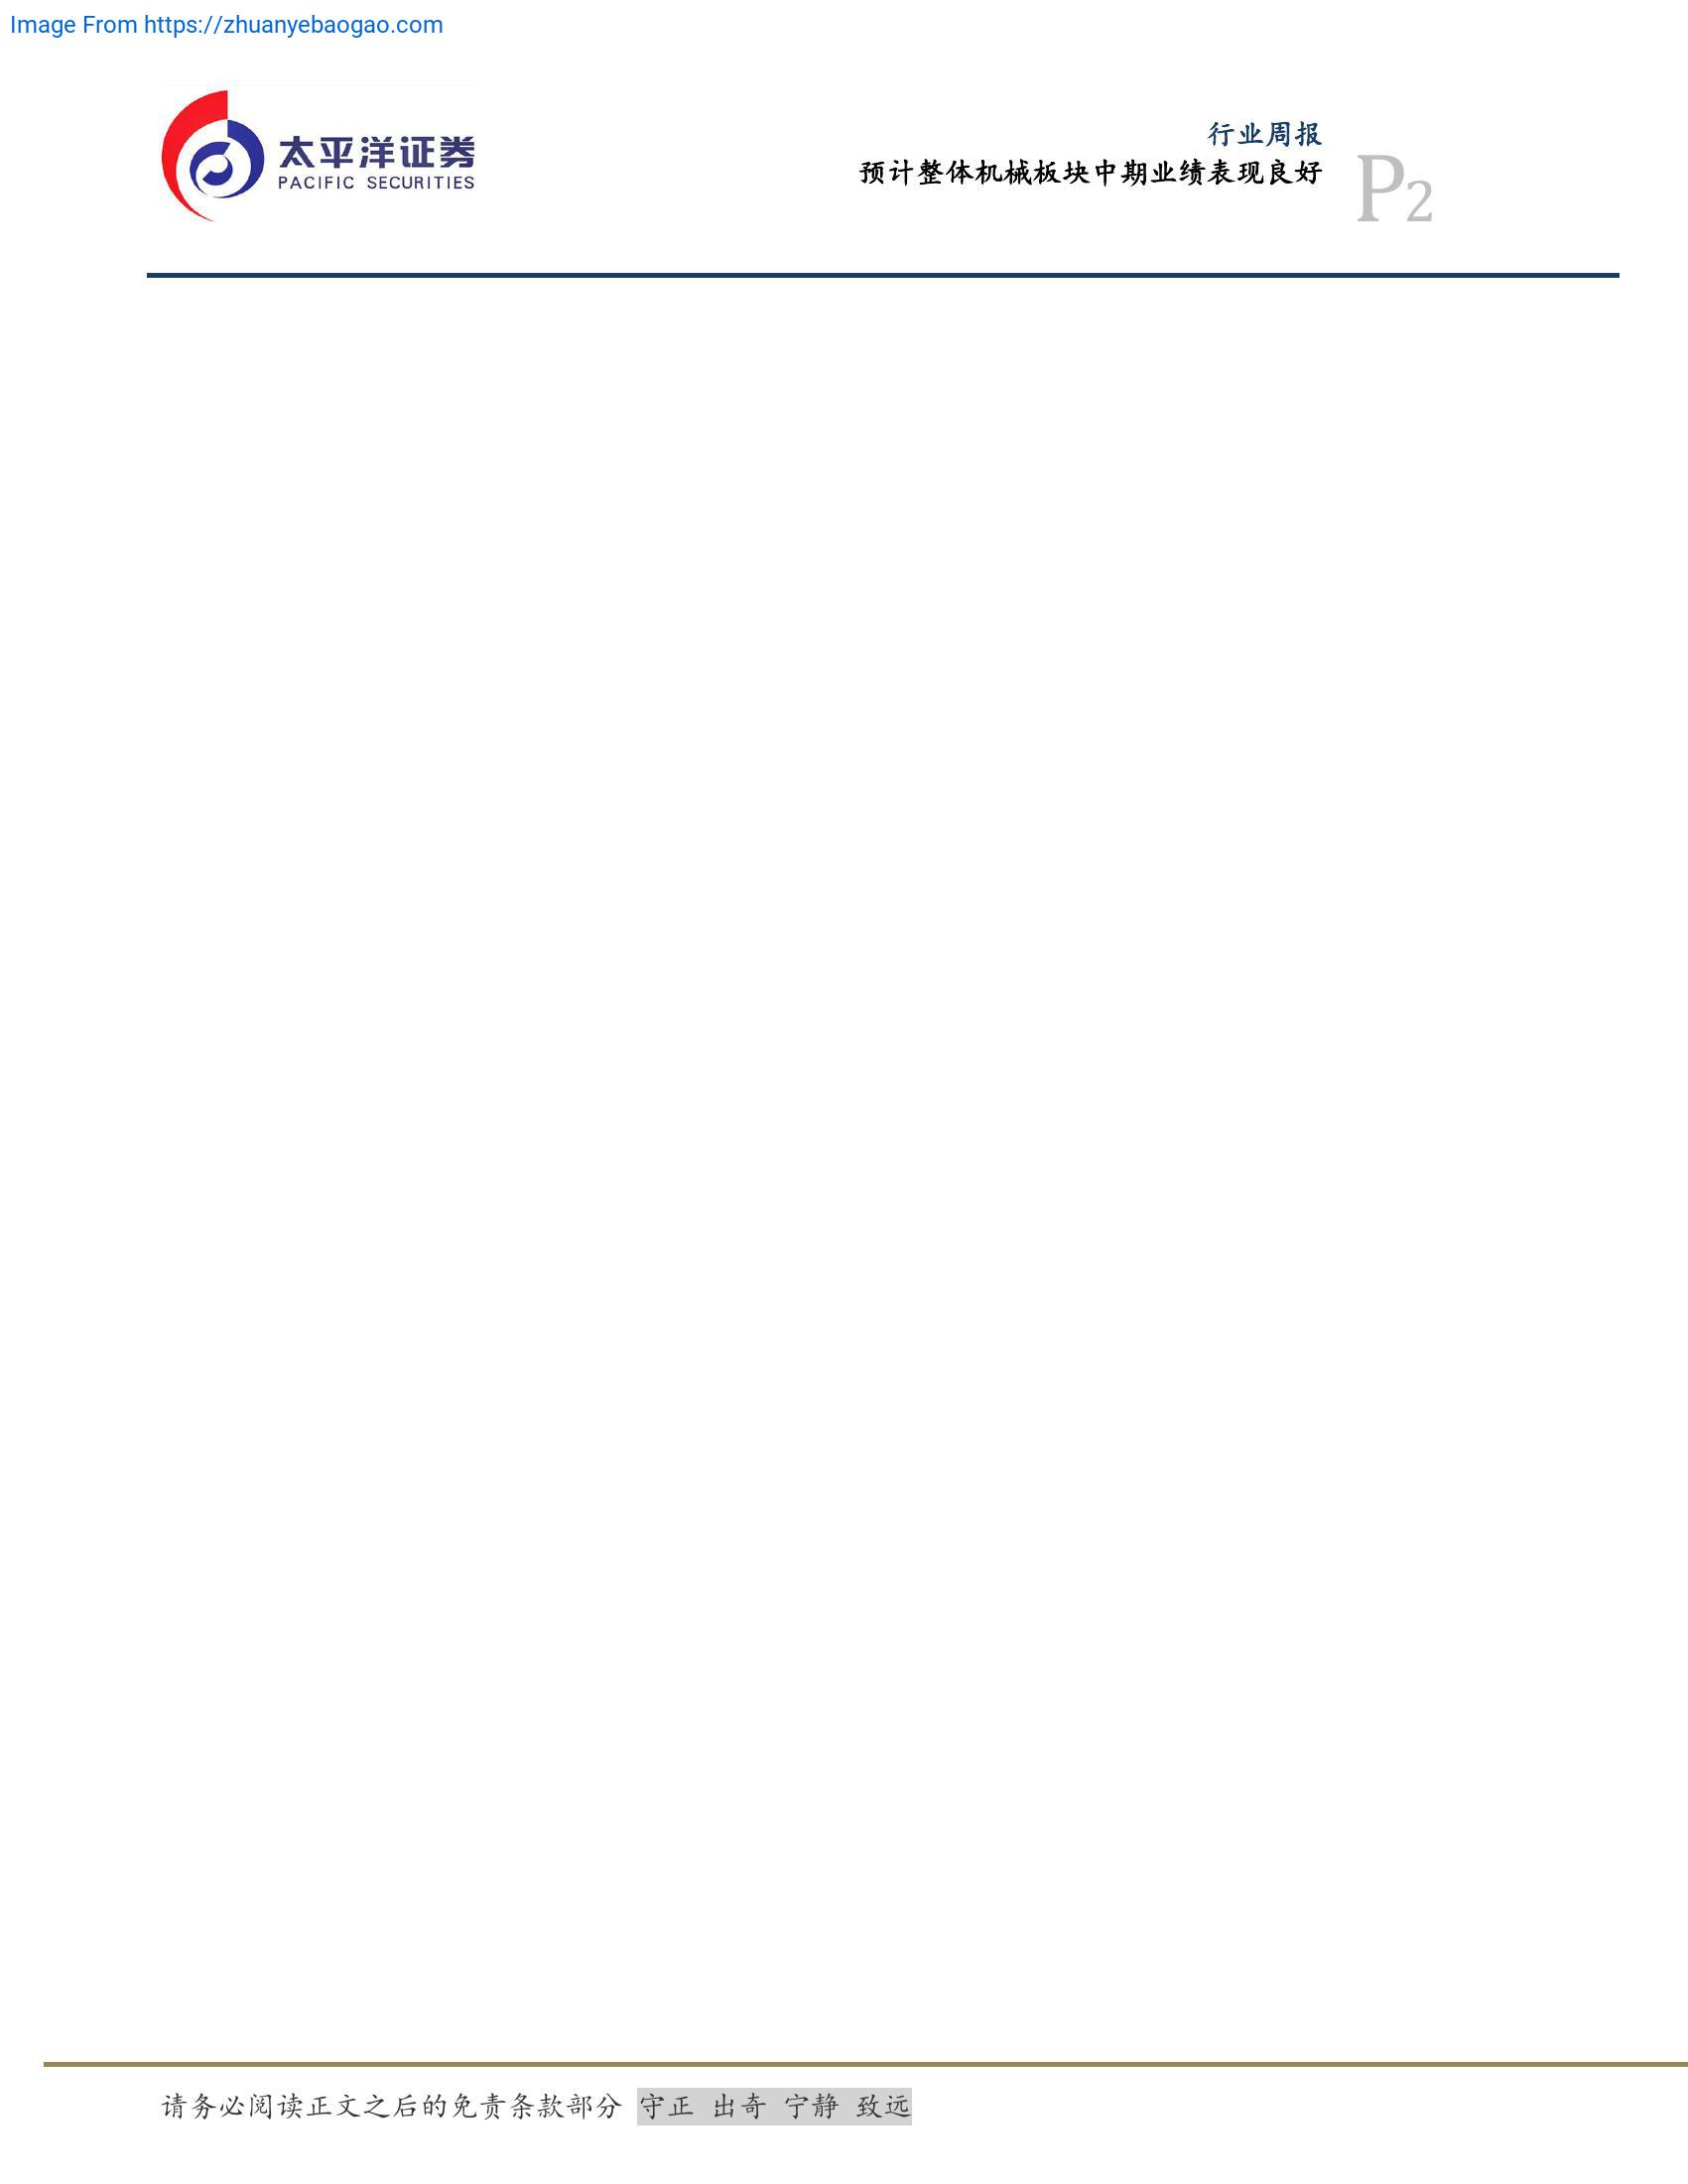 Image From https://zhuanyebaogao.com
太平洋证券
PACIFIC SECURITIES
行业周报
预计整体机械板块中期业绩表现良好
P2
请务必阅读正文之后的免责条款部分 守正 出奇 宁静 致远